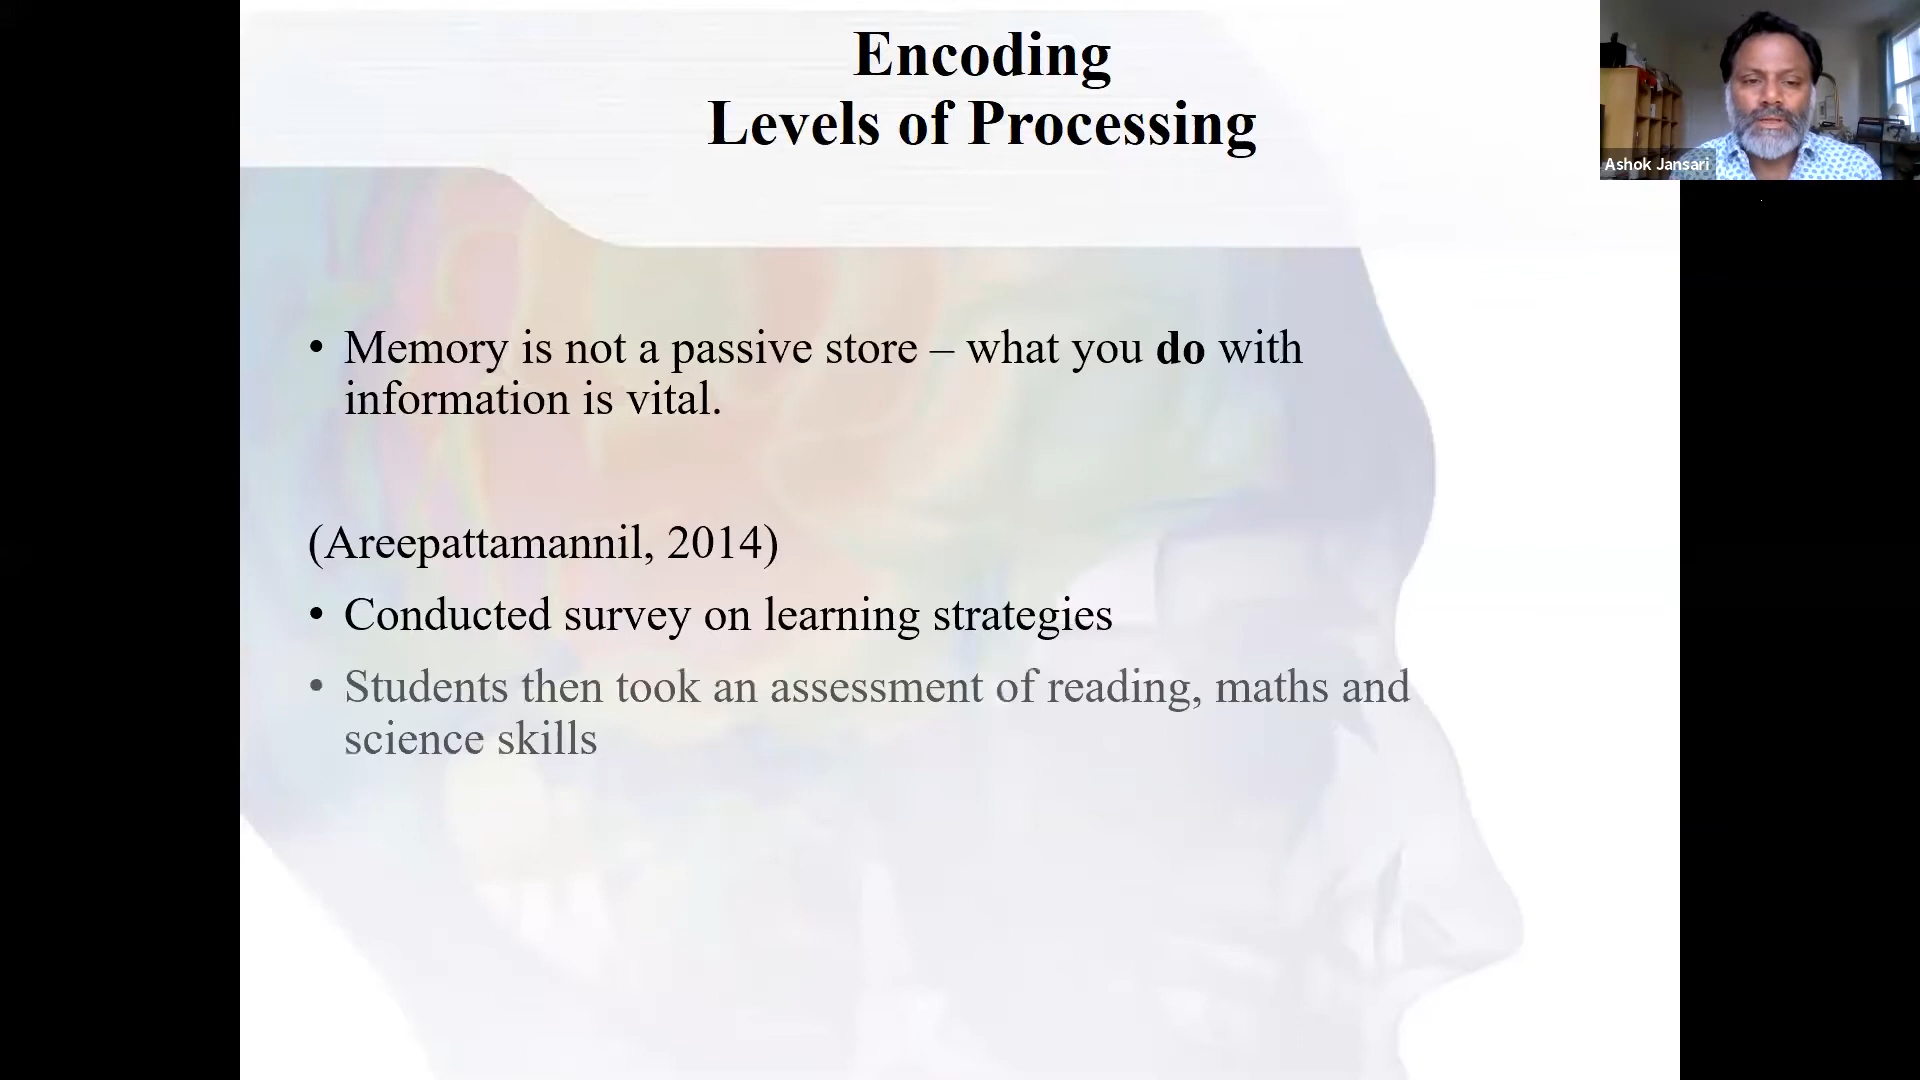 Encoding
Levels of Processing
Ashok Jansari
• Memory is not a passive store – what you do with
information is vital.
(Areepattamannil, 2014)
• Conducted survey on learning strategies
• Students then took an assessment of reading, maths and
science skills